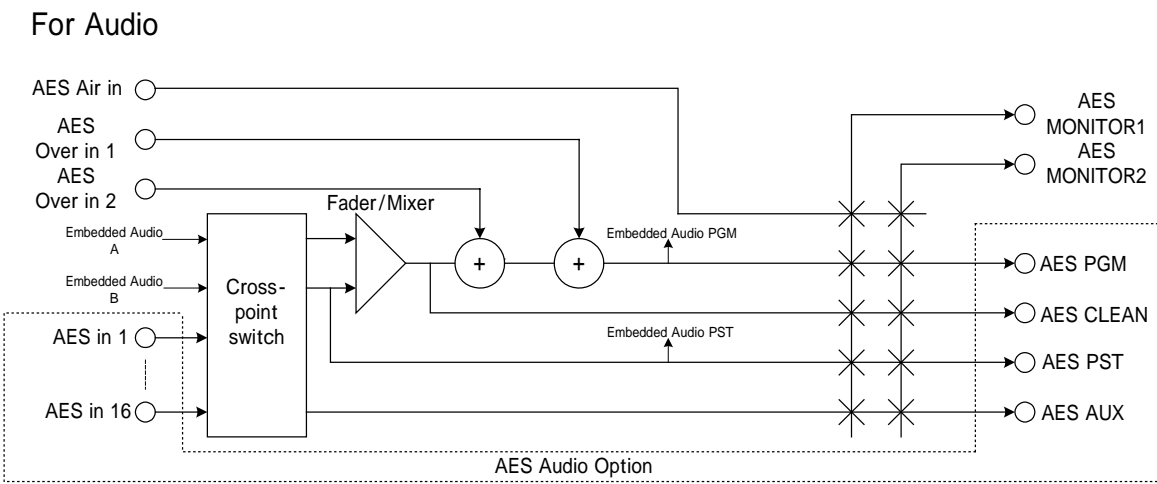 For Audio
AES Air in
AES
Over in 1
AES
Over in 2
Embedded Audio
A
Embedded Audio
B
AES in 1
AES in 16
Cross-
point
switch
Fader/Mixer
+
+
Embedded Audio PGM
Embedded Audio PST
AES
MONITOR1
AES
MONITOR2
AES PGM
AES CLEAN
AES PST
AES AUX
AES Audio Option